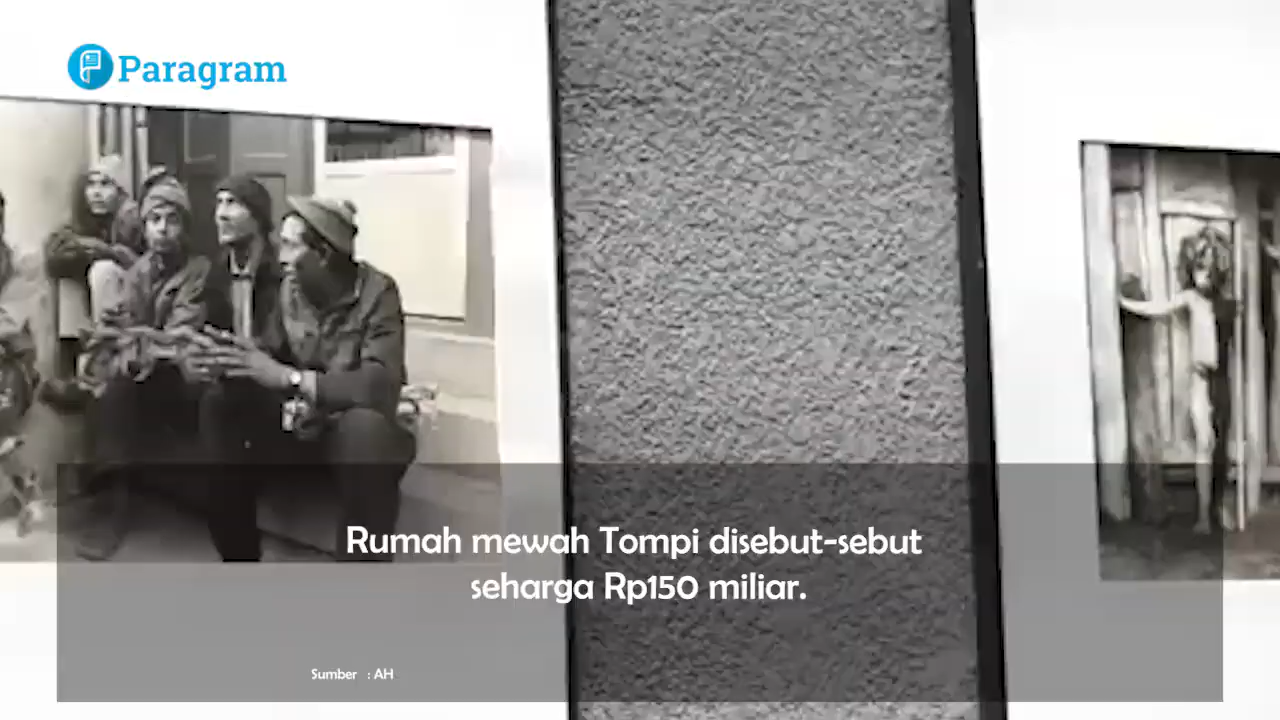 Paragram
Rumah mewah Tompi disebut-sebut
seharga Rp150 miliar.
Sumber : AH